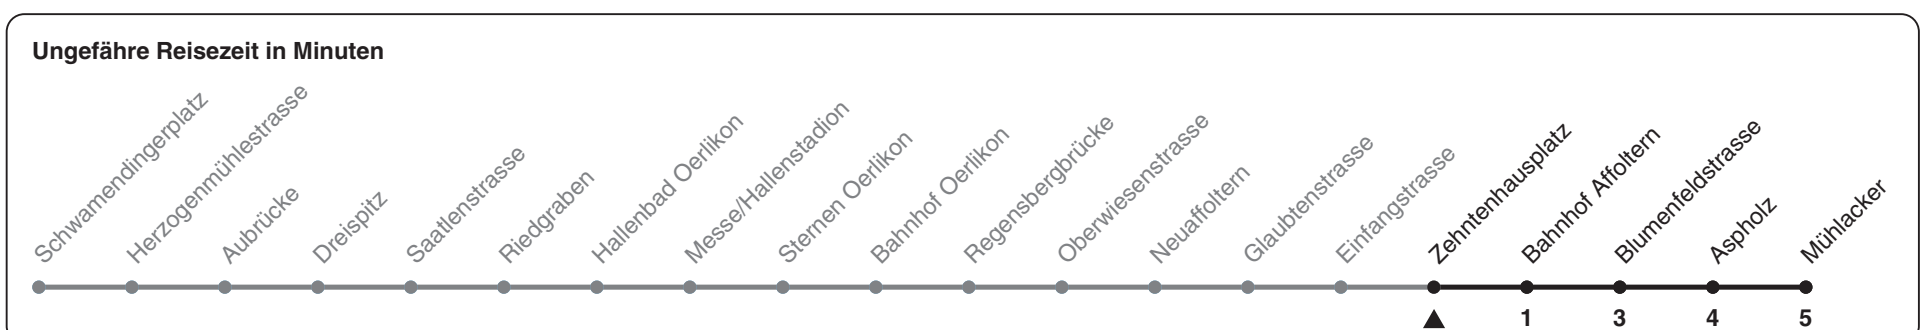 Ungefähre Reisezeit in Minuten
Schwamendingerplatz
Herzogenmühlestrasse
Aubrücke
Dreispitz
Saatlenstrasse
Riedgraben
Hallenbad Oerlikon
Messe/Hallenstadion
Sternen Oerlikon
Bahnhof Oerlikon
Regensbergbrücke
Oberwiesenstrasse
Neuaffoltern
Glaubtenstrasse
Einfangstrasse
Zehntenhausplatz
Bahnhof Affoltern
Blumenfeldstrasse
Aspholz
Mühlacker
1 3 4 5